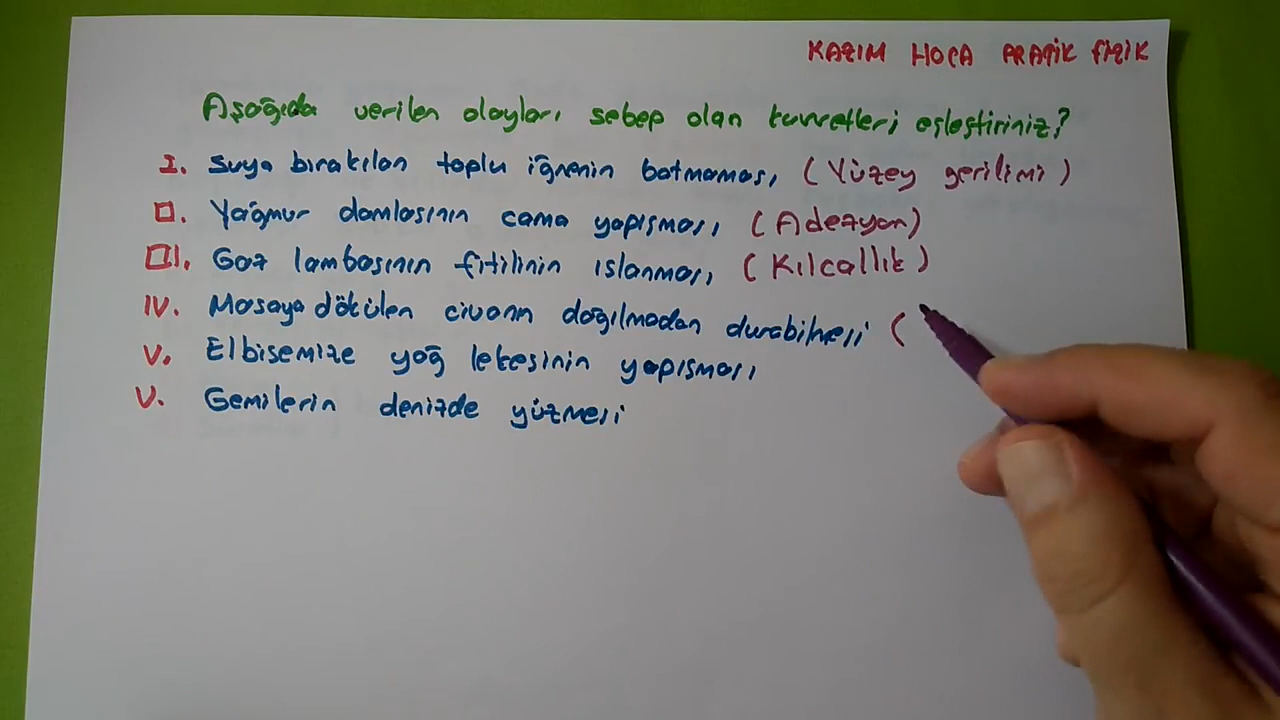 KAZIM HOCA PRATİK FİZİK
Aşağıda verilen olayları sebep olan kuvvetleri eşleştiriniz?
I. Suya bırakılan toplu iğnenin batmaması (Yüzey gerilimi)
II. Yağmur damlasının cama yapışması (Adezyon)
III. Gaz lambasının fitilinin ıslanması (Kılcallık)
IV. Masaya dökülen civanın dağılmadan durabilmesi (
V. Elbisemize yağ lekesinin yapışması
V. Gemilerin denizde yüzmesi